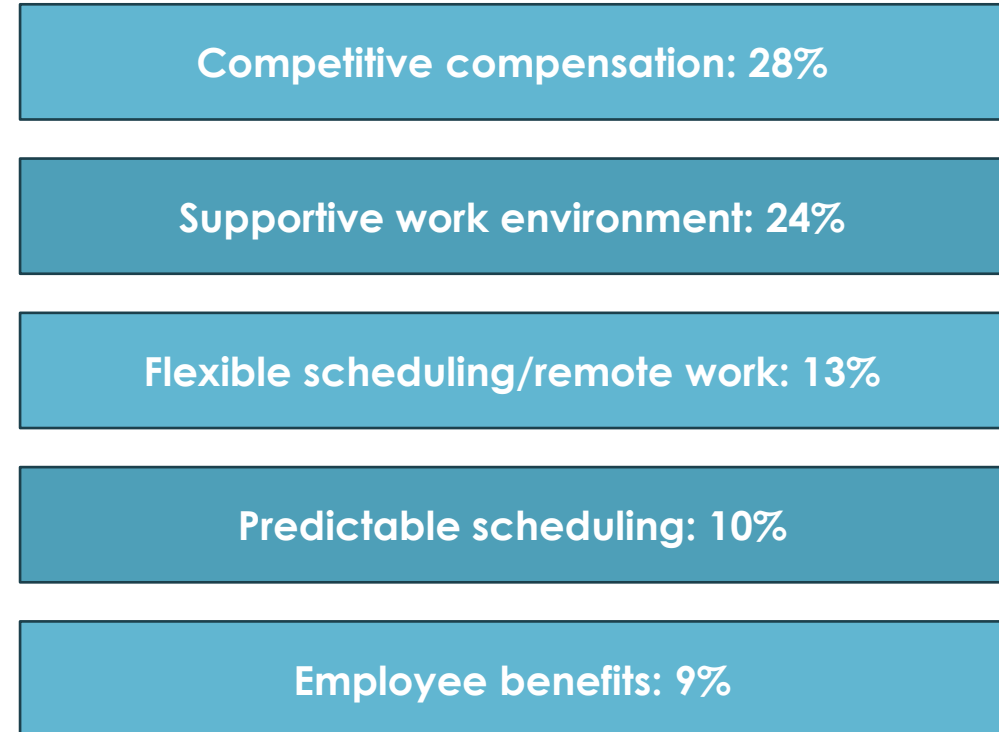 Competitive compensation: 28%
Supportive work environment: 24%
Flexible scheduling/remote work: 13%
Predictable scheduling: 10%
Employee benefits: 9%